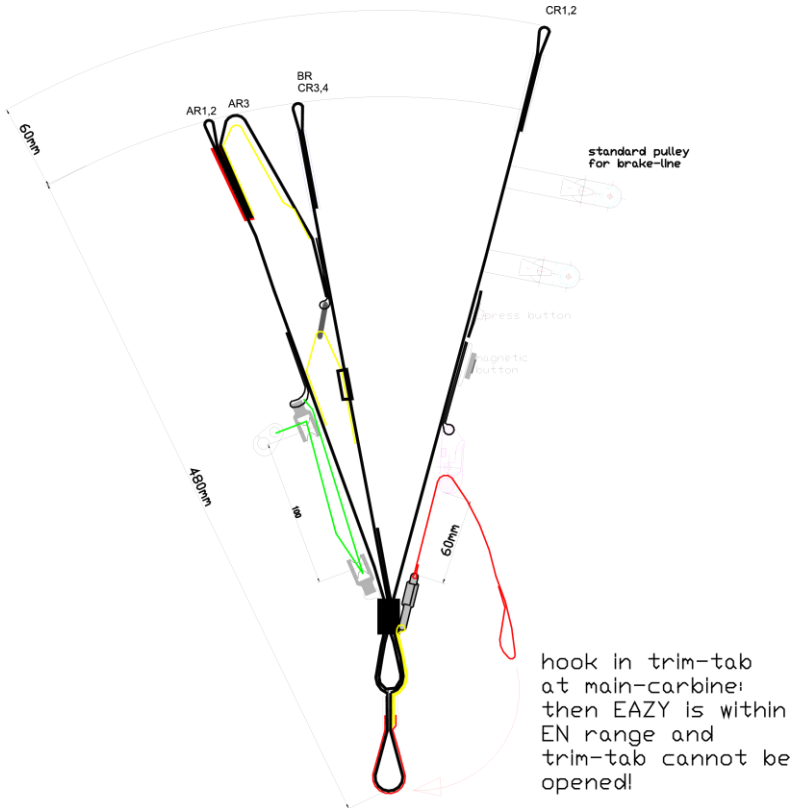 CR1,2
BR
CR3,4
AR1,2
AR3
60mm
standard pulley
for brake-line
press button
magnetic
button
480mm
100
60mm
hook in trim-tab
at main-carbine:
then EAZY is within
EN range and
trim-tab cannot be
opened!